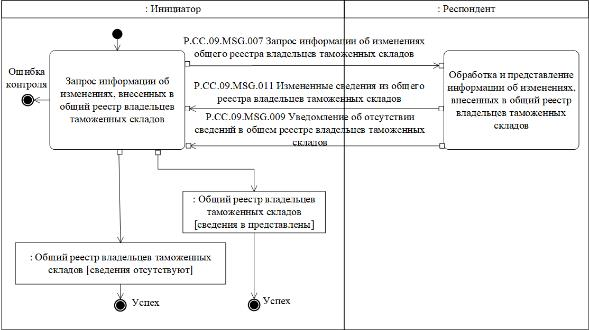 : Инициатор
: Респондент
P.CC.09.MSG.007 Запрос информации об изменениях
общего реестра владельцев таможенных складов
Ошибка
контроля
Запрос информации об
изменениях, внесенных в
общий реестр владельцев
таможенных складов
P.CC.09.MSG.011 Измененные сведения из общего
реестра владельцев таможенных складов
P.CC.09.MSG.009 Уведомление об отсутствии
сведений в общем реестре владельцев таможенных
складов
Обработка и представление
информации об изменениях,
внесенных в общий реестр
владельцев таможенных
складов
: Общий реестр владельцев
таможенных складов
[сведения в представлены]
: Общий реестр владельцев таможенных
складов [сведения отсутствуют]
Успех
Успех